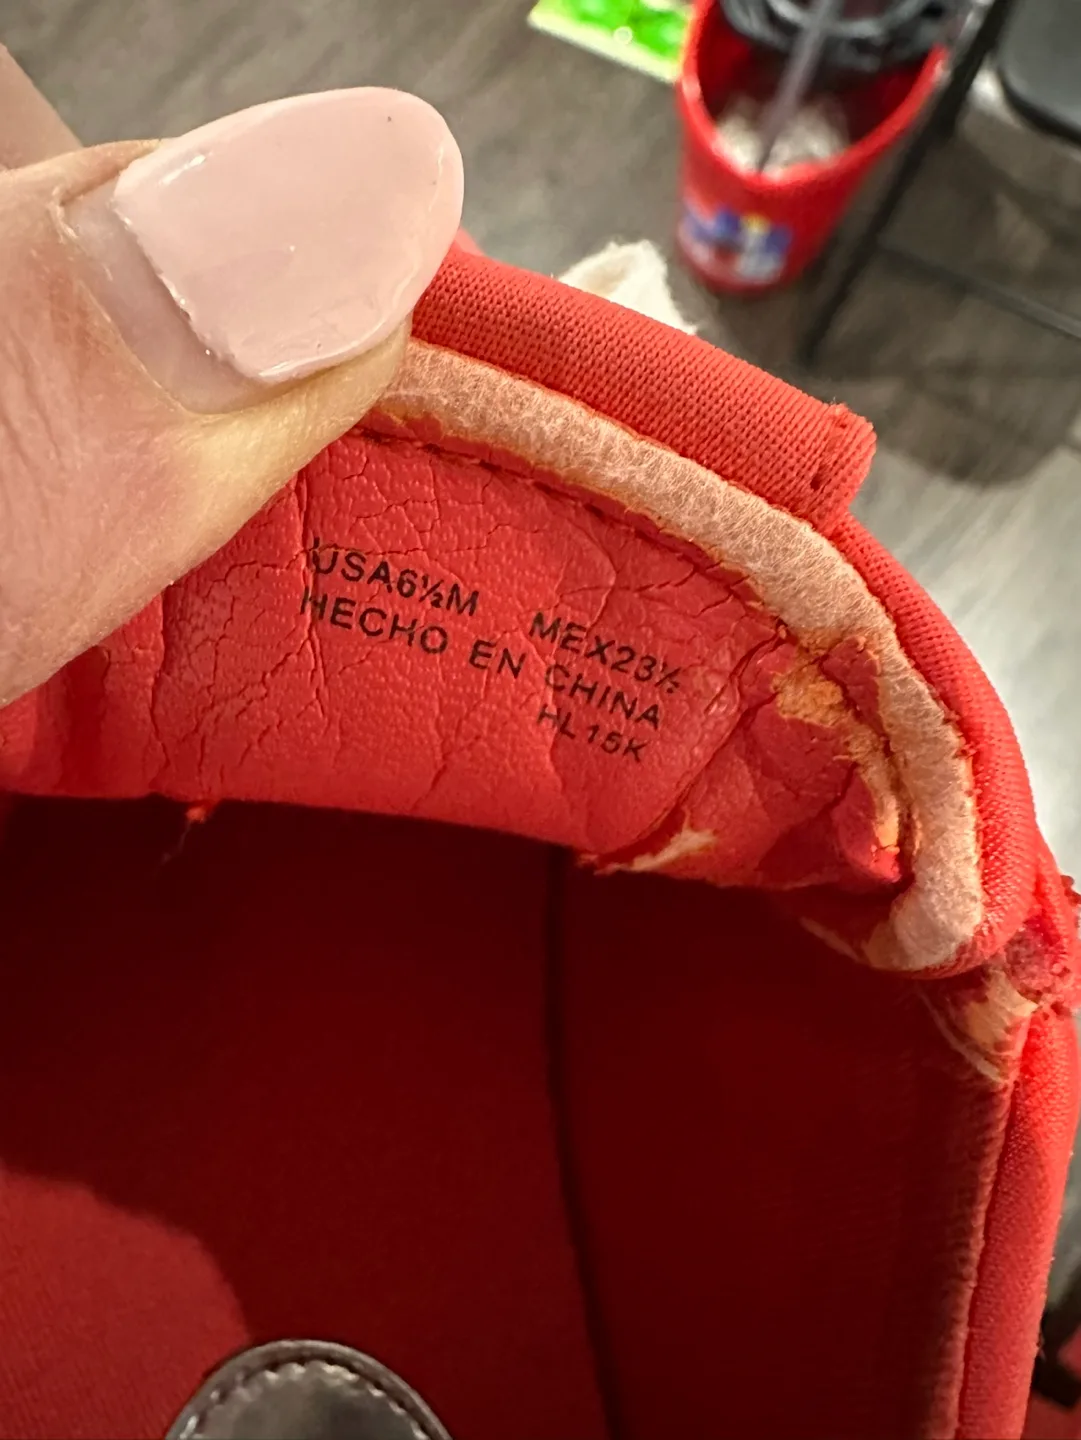 USA6½M MEX23½
HECHO EN CHINA
HL15K